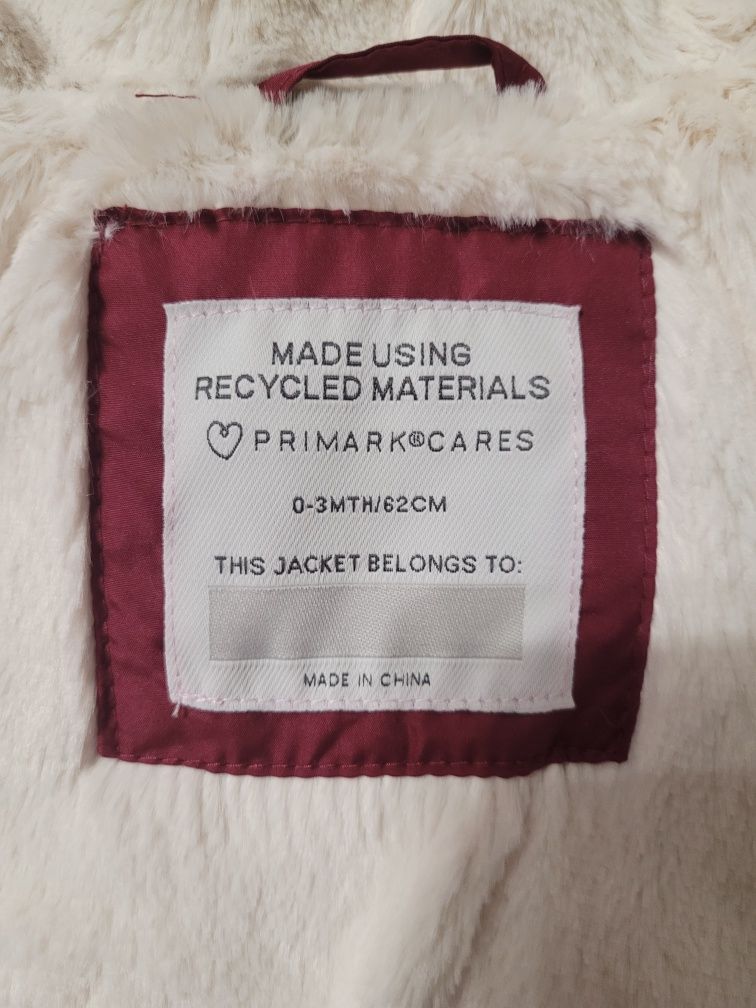 MADE USING
RECYCLED MATERIALS
PRIMARK®CARES
0-3MTH/62CM
THIS JACKET BELONGS TO:
MADE IN CHINA